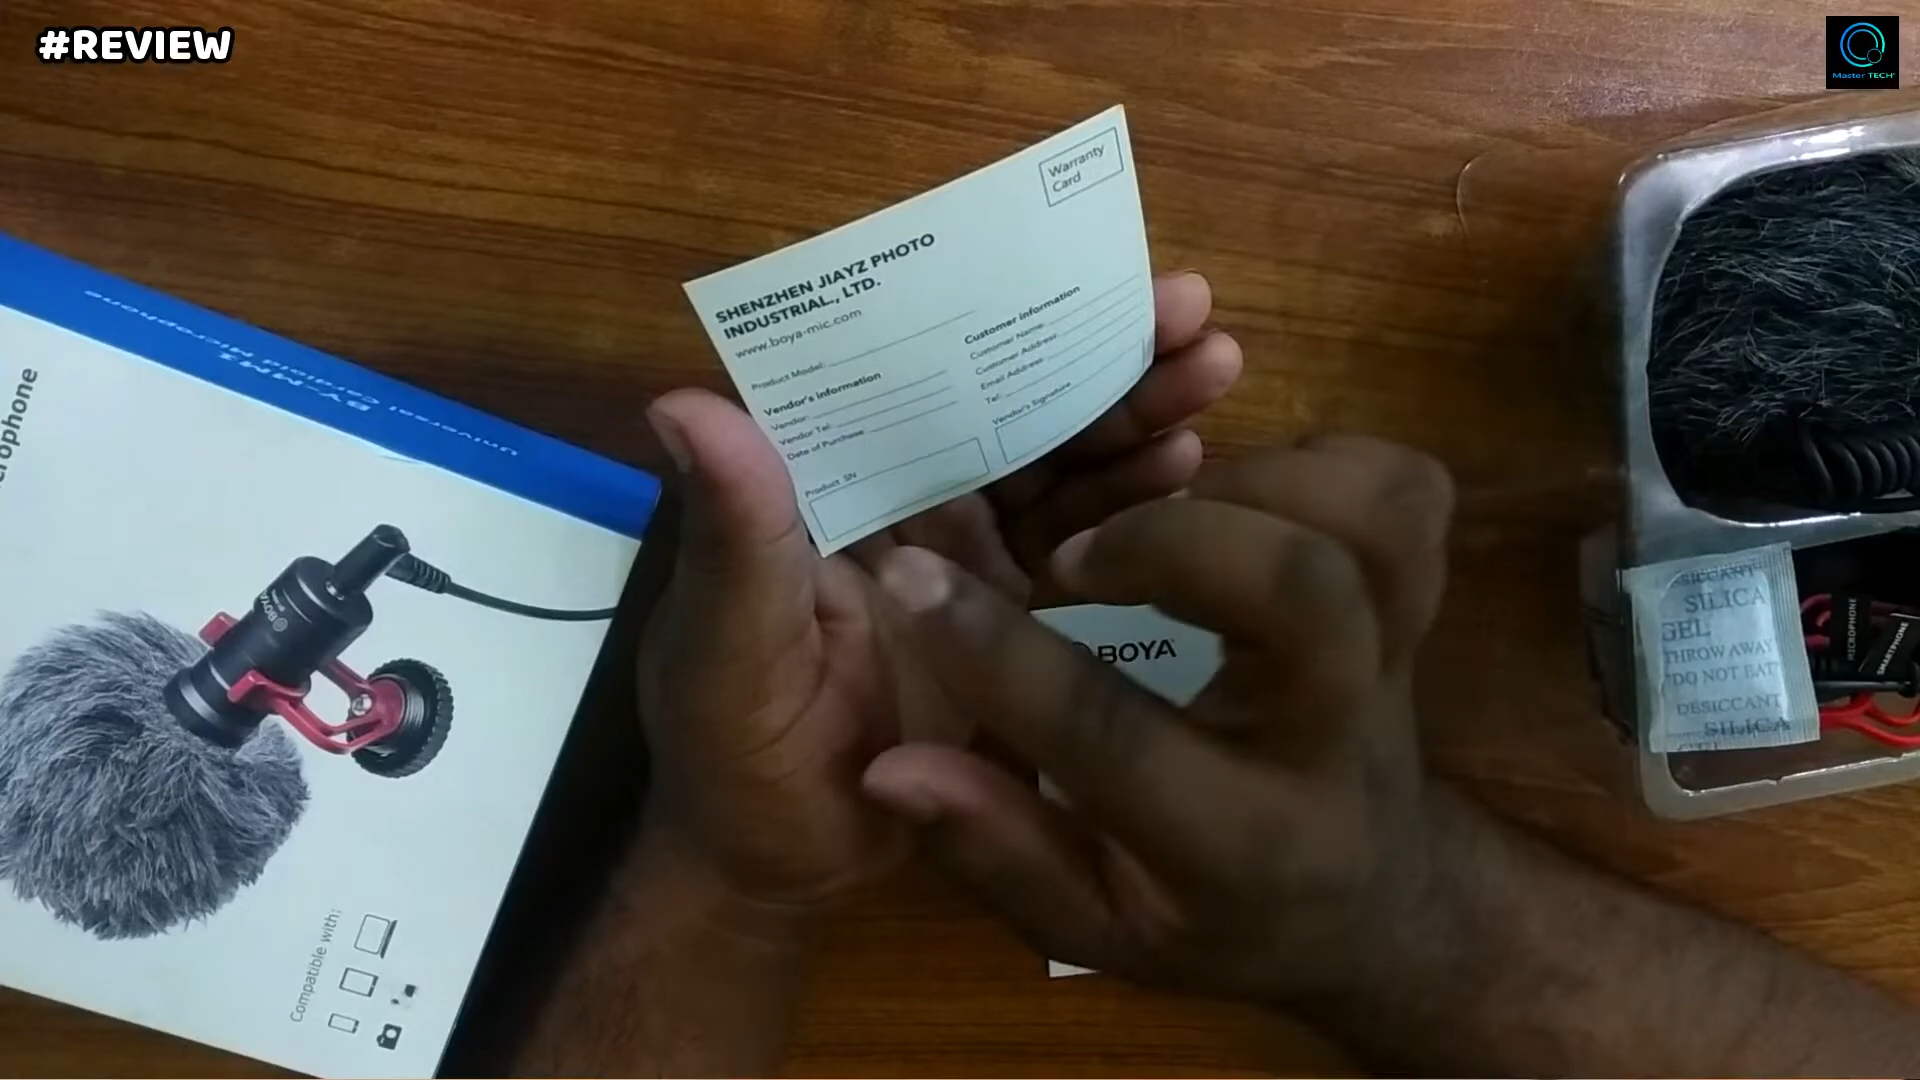 #REVIEW
Master TECH
Warranty
Card
SHENZHEN JIAYZ PHOTO
INDUSTRIAL., LTD.
www.boya-mic.com
Product Model:
Vendor's information
Vendor:
Vendor Tel:
Date of Purchase:
Product SN
Customer information
Customer Name:
Customer Address:
Email Address:
Tel:
Vendor's Signature
BY-MM1
Universal Cardioid Microphone
BOYA
Compatible with:
BOYA
DESICCANT
SILICA
GEL
THROW AWAY
"DO NOT EAT"
DESICCANT
SILICA
GEL
MICROPHONE
SMARTPHONE